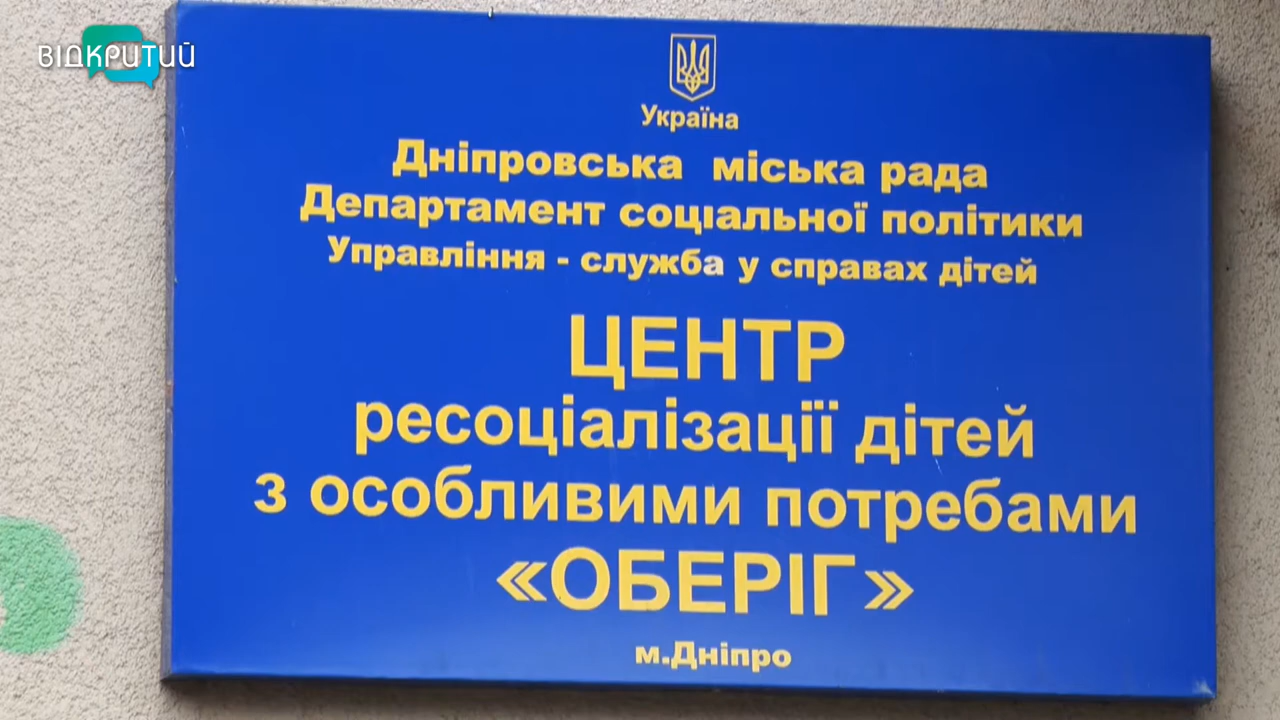 ВІДКРИТИЙ
Україна
Дніпровська міська рада
Департамент соціальної політики
Управління - служба у справах дітей
ЦЕНТР
ресоціалізації дітей
з особливими потребами
«ОБЕРІГ»
м.Дніпро